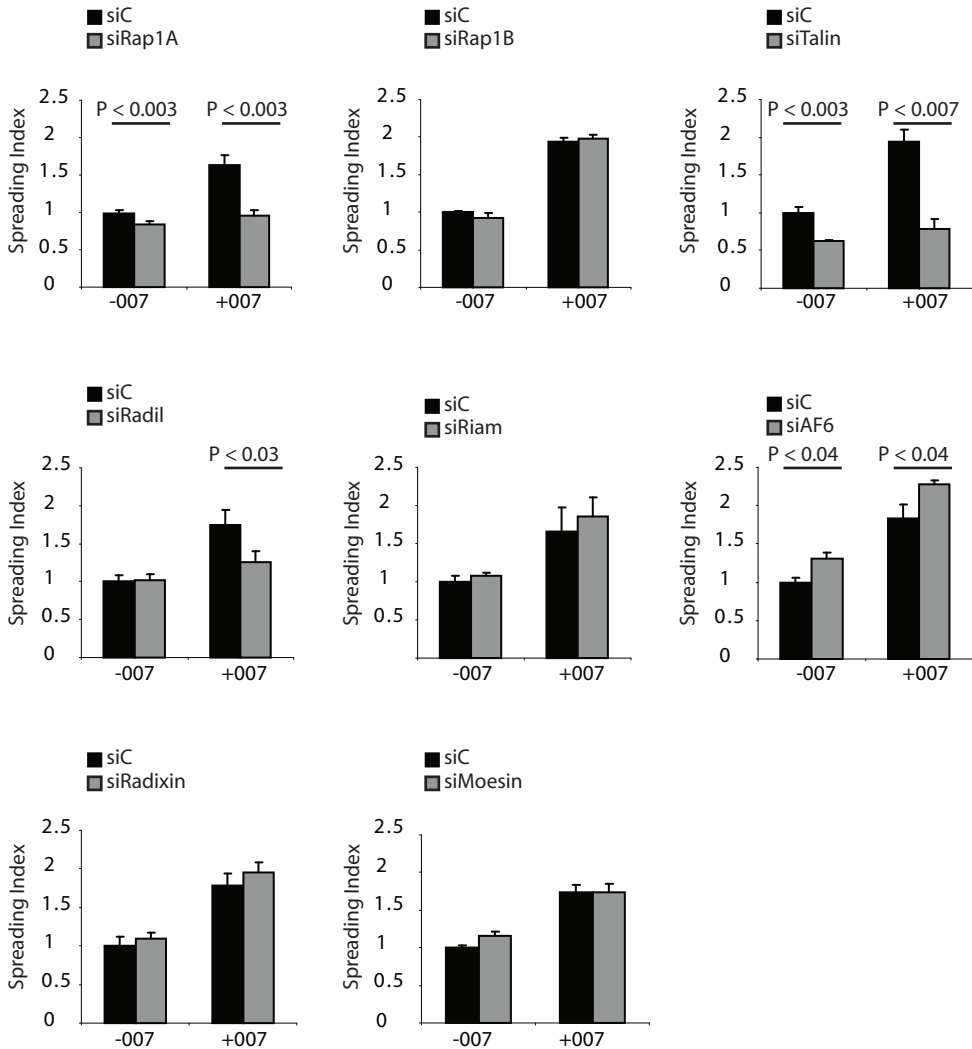 siC
siRap1A
P < 0.003
P < 0.003
2.5
2
1.5
1
0.5
0
Spreading Index
-007
+007
siC
siRap1B
2.5
2
1.5
1
0.5
0
Spreading Index
-007
+007
siC
siTalin
P < 0.003
P < 0.007
2.5
2
1.5
1
0.5
0
Spreading Index
-007
+007
siC
siRadil
P < 0.03
2.5
2
1.5
1
0.5
0
Spreading Index
-007
+007
siC
siRiam
2.5
2
1.5
1
0.5
0
Spreading Index
-007
+007
siC
siAF6
P < 0.04
P < 0.04
2.5
2
1.5
1
0.5
0
Spreading Index
-007
+007
siC
siRadixin
2.5
2
1.5
1
0.5
0
Spreading Index
-007
+007
siC
siMoesin
2.5
2
1.5
1
0.5
0
Spreading Index
-007
+007